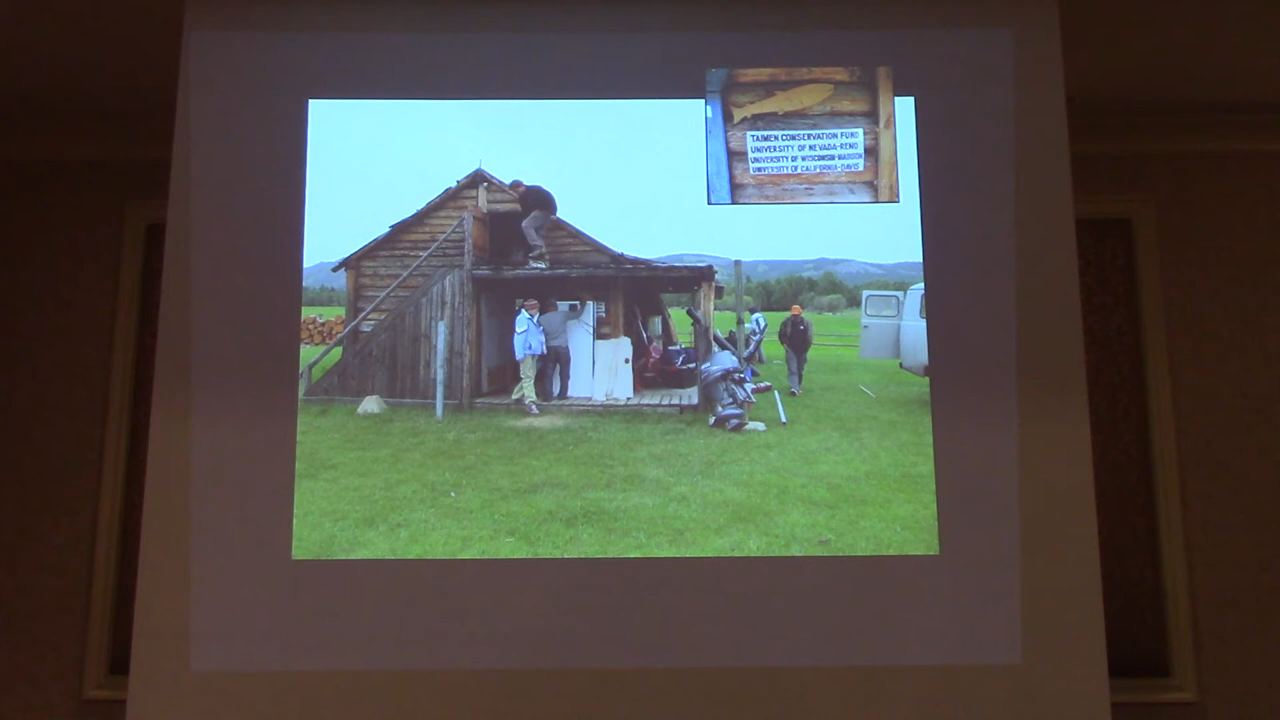 TAIMEN CONSERVATION FUND
UNIVERSITY OF NEVADA-RENO
UNIVERSITY OF WISCONSIN-MADISON
UNIVERSITY OF CALIFORNIA-DAVIS